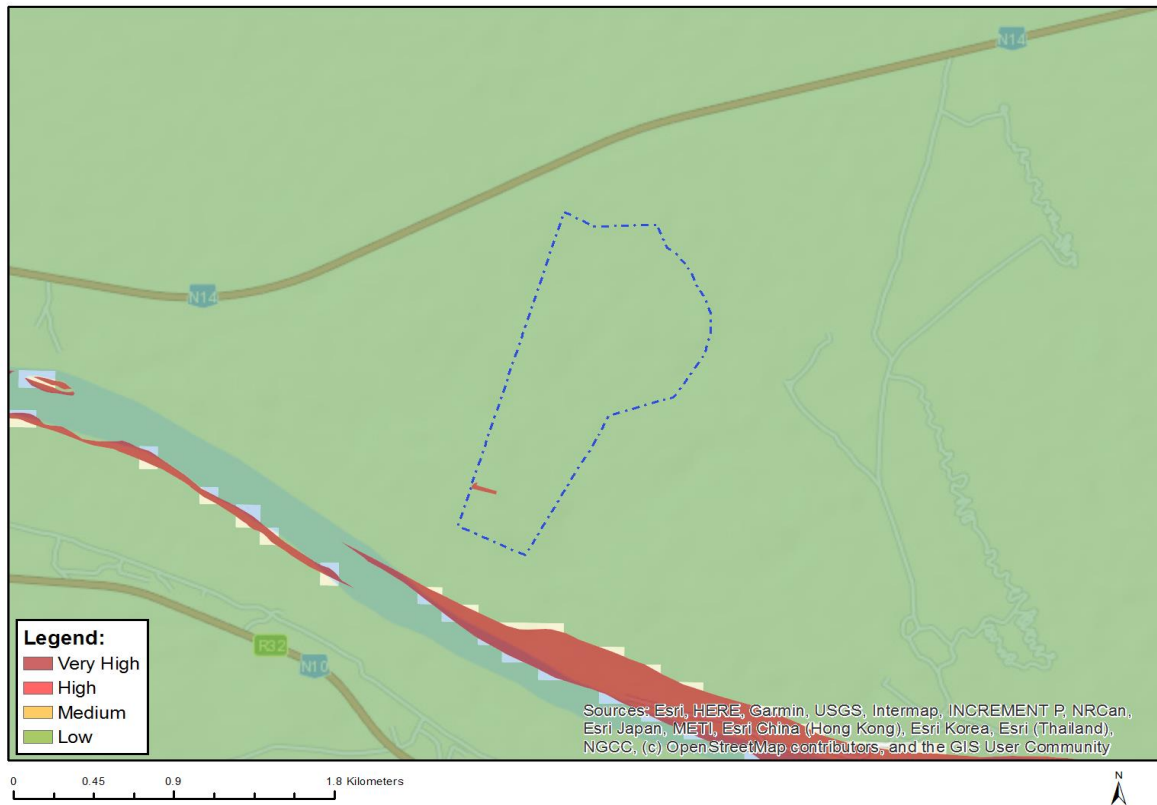 N14
N14
R32
N10
Legend:
Very High
High
Medium
Low
Sources: Esri, HERE, Garmin, USGS, Intermap, INCREMENT P, NRCan,
Esri Japan, METI, Esri China (Hong Kong), Esri Korea, Esri (Thailand),
NGCC, (c) OpenStreetMap contributors, and the GIS User Community
0 0.45 0.9 1.8 Kilometers
N